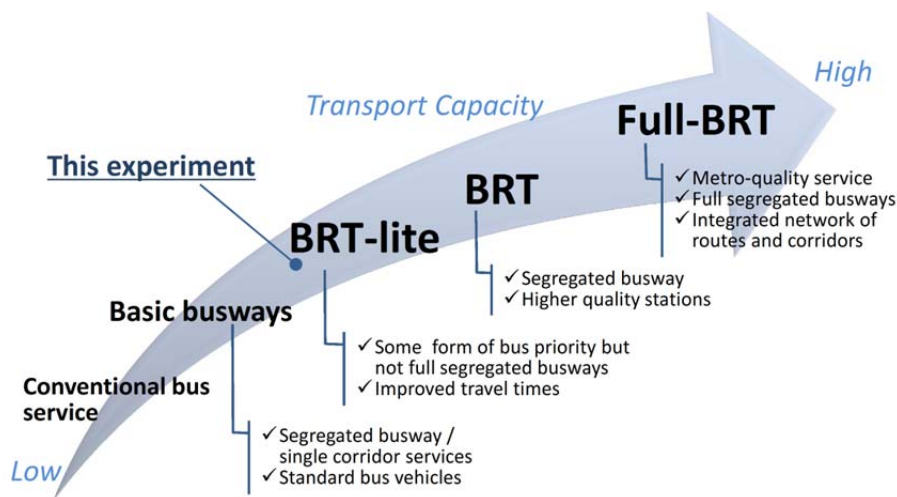 High
Transport Capacity
Full-BRT
✓ Metro-quality service
✓ Full segregated busways
✓ Integrated network of
routes and corridors
This experiment
BRT
✓ Segregated busway
✓ Higher quality stations
BRT-lite
✓ Some form of bus priority but
not full segregated busways
✓ Improved travel times
Basic busways
✓ Segregated busway /
single corridor services
✓ Standard bus vehicles
Conventional bus
service
Low